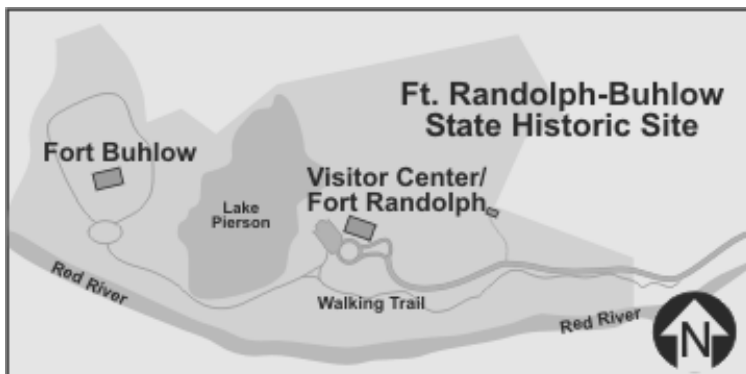 Ft. Randolph-Buhlow
State Historic Site
Fort Buhlow
Visitor Center/
Fort Randolph
Lake
Pierson
Red River
Walking Trail
Red River
N